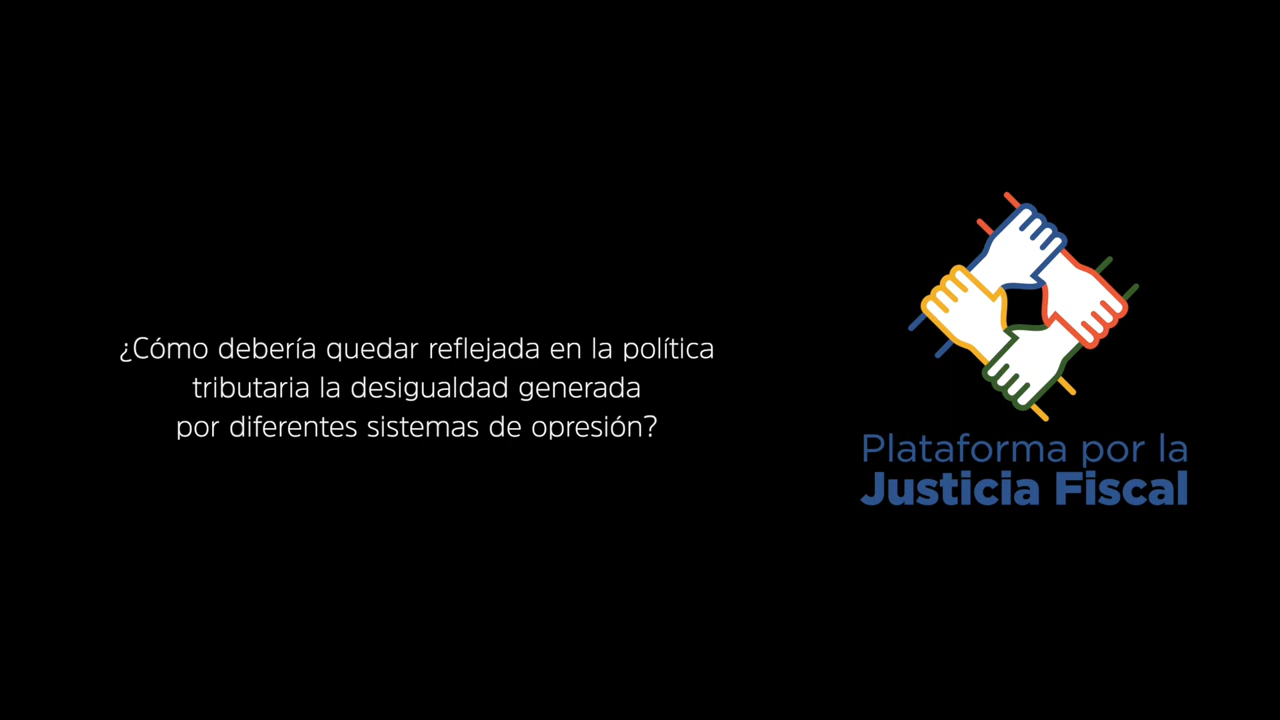 ¿Cómo debería quedar reflejada en la política
tributaria la desigualdad generada
por diferentes sistemas de opresión?
Plataforma por la
Justicia Fiscal